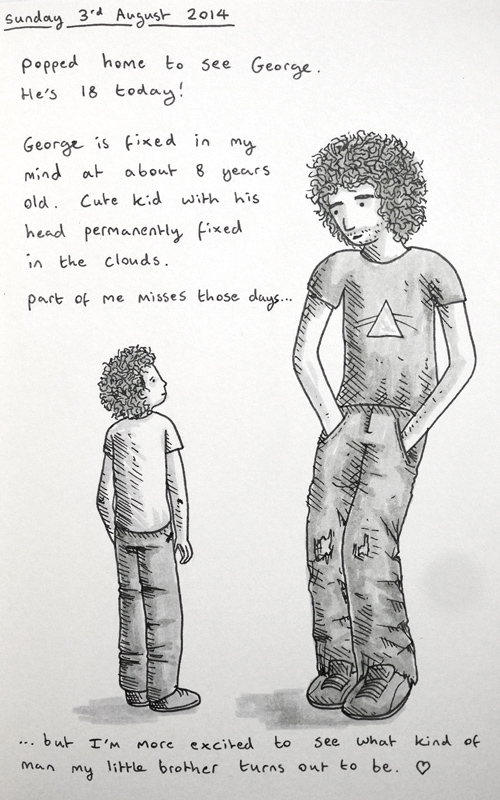 Sunday 3rd August 2014
Popped home to see George.
He's 18 today!
George is fixed in my
mind at about 8 years
old. Cute kid with his
head permanently fixed
in the clouds.
Part of me misses those days...
... but I'm more excited to see what kind of
man my little brother turns out to be. ♡